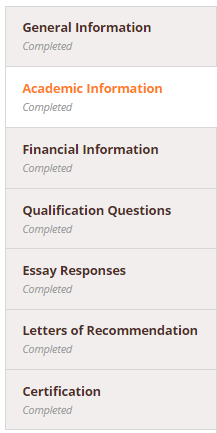 General Information
Completed
Academic Information
Completed
Financial Information
Completed
Qualification Questions
Completed
Essay Responses
Completed
Letters of Recommendation
Completed
Certification
Completed